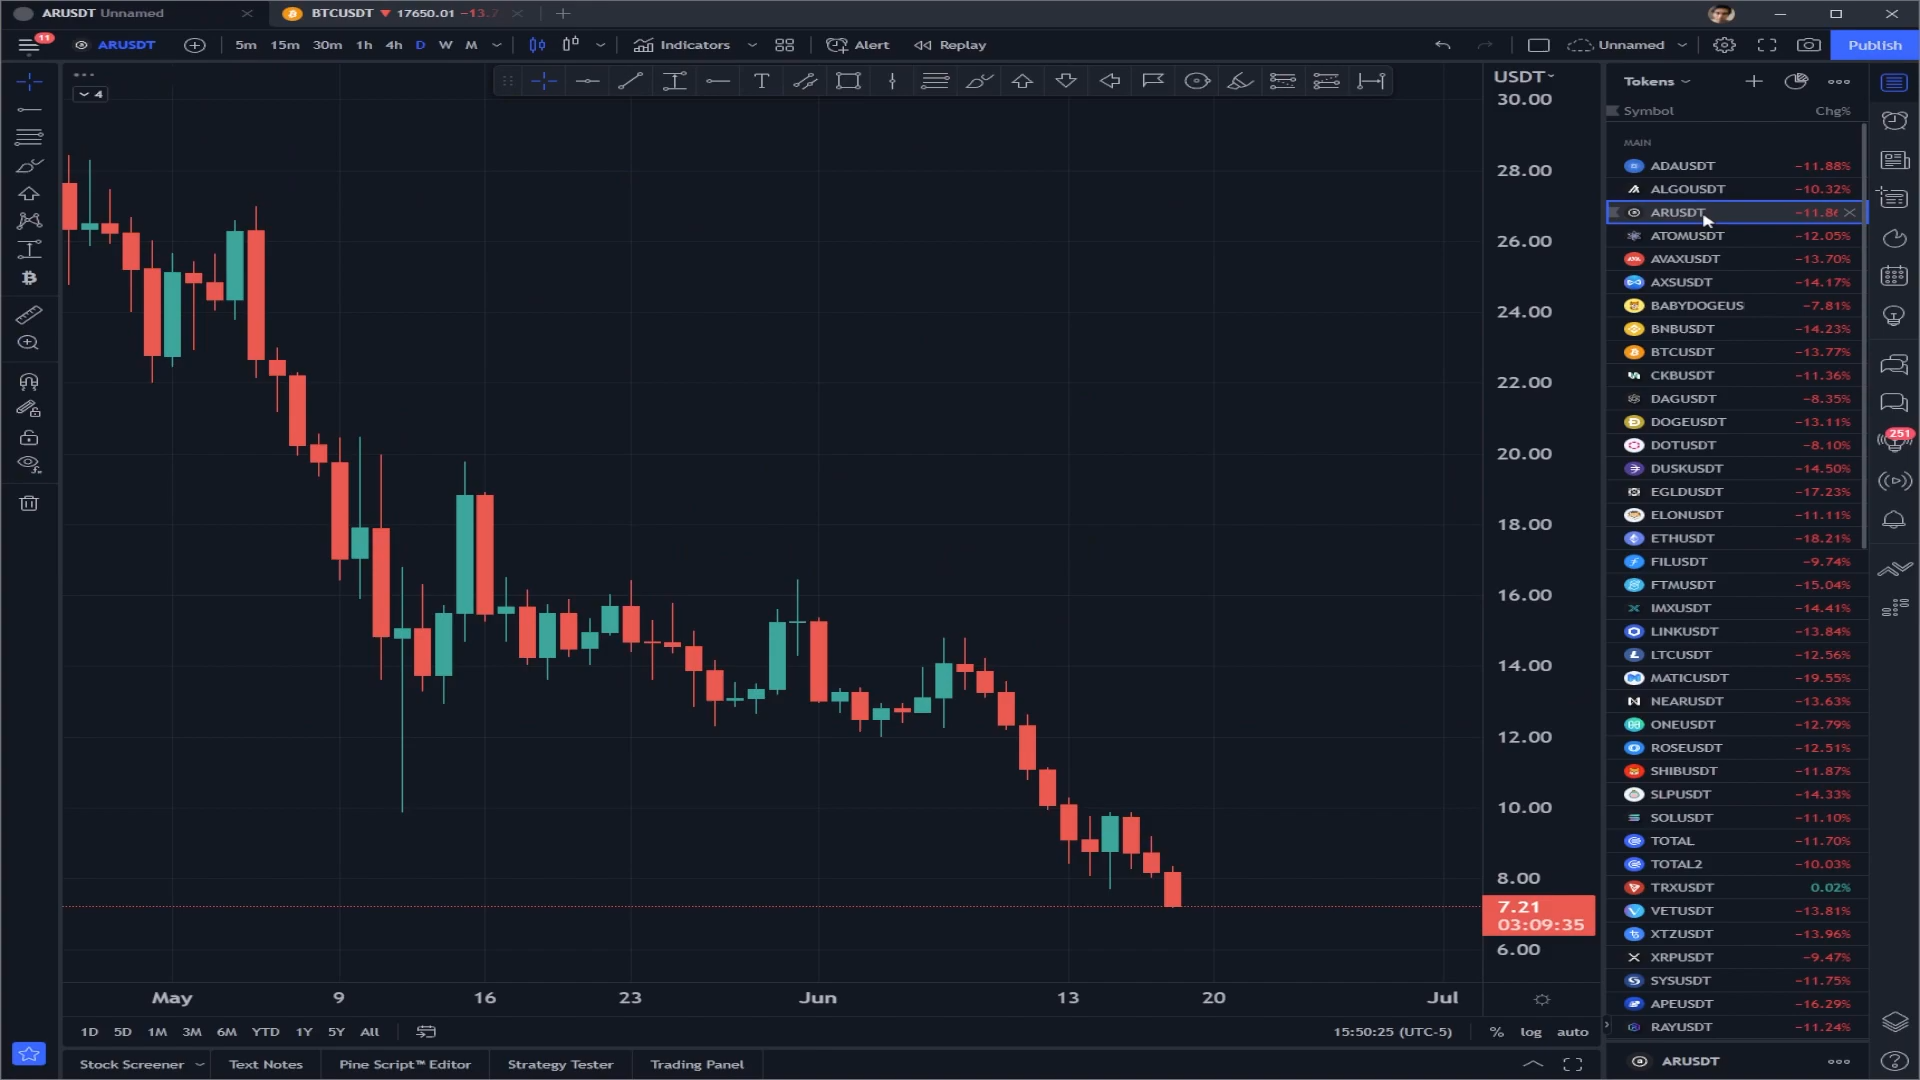 ARUSDT Unnamed
BTCUSDT ▼ 17650.01 −13.7
11
ARUSDT
5m 15m 30m 1h 4h D W M
Indicators
Alert
Replay
Unnamed
Publish
4
USDT
30.00
28.00
26.00
24.00
22.00
20.00
18.00
16.00
14.00
12.00
10.00
8.00
7.21
03:09:35
6.00
May 9 16 23 Jun 13 20 Jul
1D 5D 1M 3M 6M YTD 1Y 5Y All
15:50:25 (UTC-5) % log auto
Stock Screener Text Notes Pine Script™ Editor Strategy Tester Trading Panel
Tokens
Symbol Chg%
MAIN
ADAUSDT −11.88%
ALGOUSDT −10.32%
ARUSDT −11.86
ATOMUSDT −12.05%
AVAXUSDT −13.70%
AXSUSDT −14.17%
BABYDOGEUS −7.81%
BNBUSDT −14.23%
BTCUSDT −13.77%
CKBUSDT −11.36%
DAGUSDT −8.35%
DOGEUSDT −13.11%
DOTUSDT −8.10%
DUSKUSDT −14.50%
EGLDUSDT −17.23%
ELONUSDT −11.11%
ETHUSDT −18.21%
FILUSDT −9.74%
FTMUSDT −15.04%
IMXUSDT −14.41%
LINKUSDT −13.84%
LTCUSDT −12.56%
MATICUSDT −19.55%
NEARUSDT −13.63%
ONEUSDT −12.79%
ROSEUSDT −12.51%
SHIBUSDT −11.87%
SLPUSDT −14.33%
SOLUSDT −11.10%
TOTAL −11.70%
TOTAL2 −10.03%
TRXUSDT 0.02%
VETUSDT −13.81%
XTZUSDT −13.96%
XRPUSDT −9.47%
SYSUSDT −11.75%
APEUSDT −16.29%
RAYUSDT −11.24%
ARUSDT
251